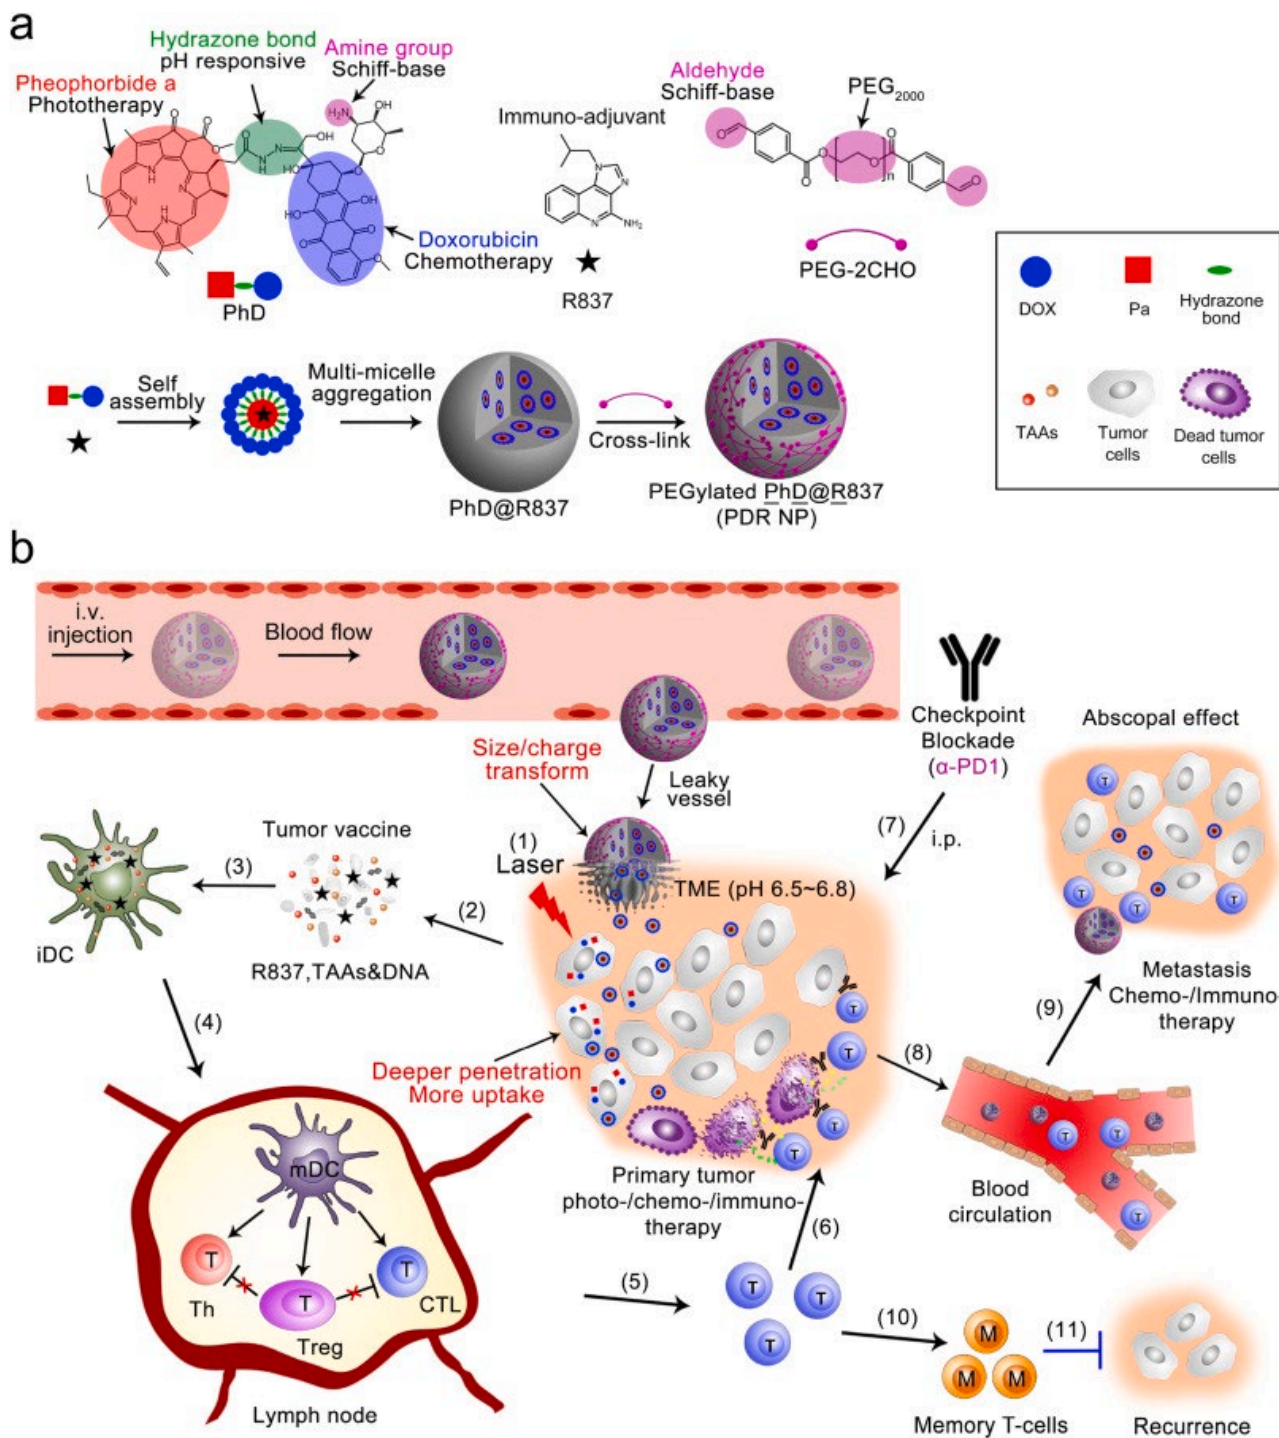 a
Hydrazone bond
pH responsive
Amine group
Schiff-base
Pheophorbide a
Phototherapy
Aldehyde
Schiff-base
PEG2000
Immuno-adjuvant
Doxorubicin
Chemotherapy
PhD
R837
PEG-2CHO
DOX
Pa
Hydrazone
bond
TAAs
Tumor
cells
Dead tumor
cells
Self
assembly
Multi-micelle
aggregation
Cross-link
PhD@R837
PEGylated PhD@R837
(PDR NP)
b
i.v.
injection
Blood flow
Size/charge
transform
Leaky
vessel
Checkpoint
Blockade
(α-PD1)
Abscopal effect
(7)
i.p.
(1)
Laser
TME (pH 6.5~6.8)
Tumor vaccine
(3)
(2)
iDC
R837,TAAs&DNA
(4)
Deeper penetration
More uptake
T
T
T
T
T
T
T
T
Metastasis
Chemo-/Immuno-
therapy
(9)
(8)
Primary tumor
photo-/chemo-/immuno-
therapy
T
T
T
Blood
circulation
mDC
T
T
T
Th
CTL
Treg
Lymph node
(5)
(6)
T
T
T
(10)
M
M
M
(11)
Memory T-cells
Recurrence